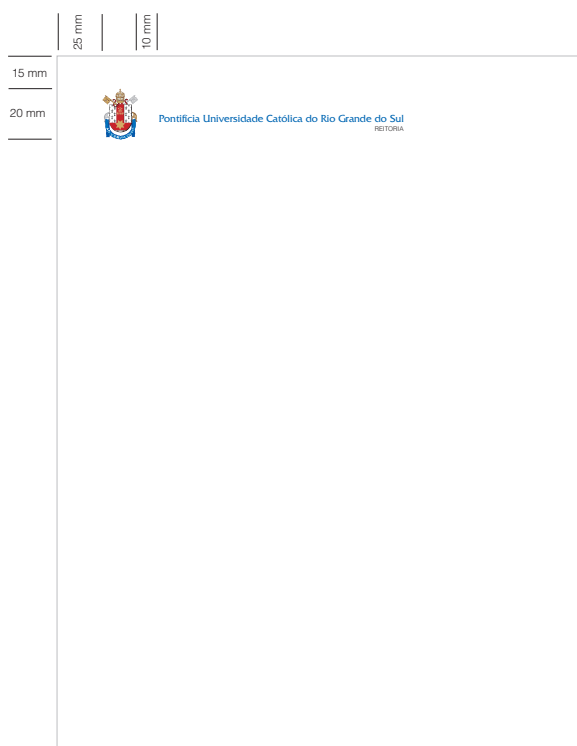 25 mm
10 mm
15 mm
20 mm
Pontifícia Universidade Católica do Rio Grande do Sul
REITORIA